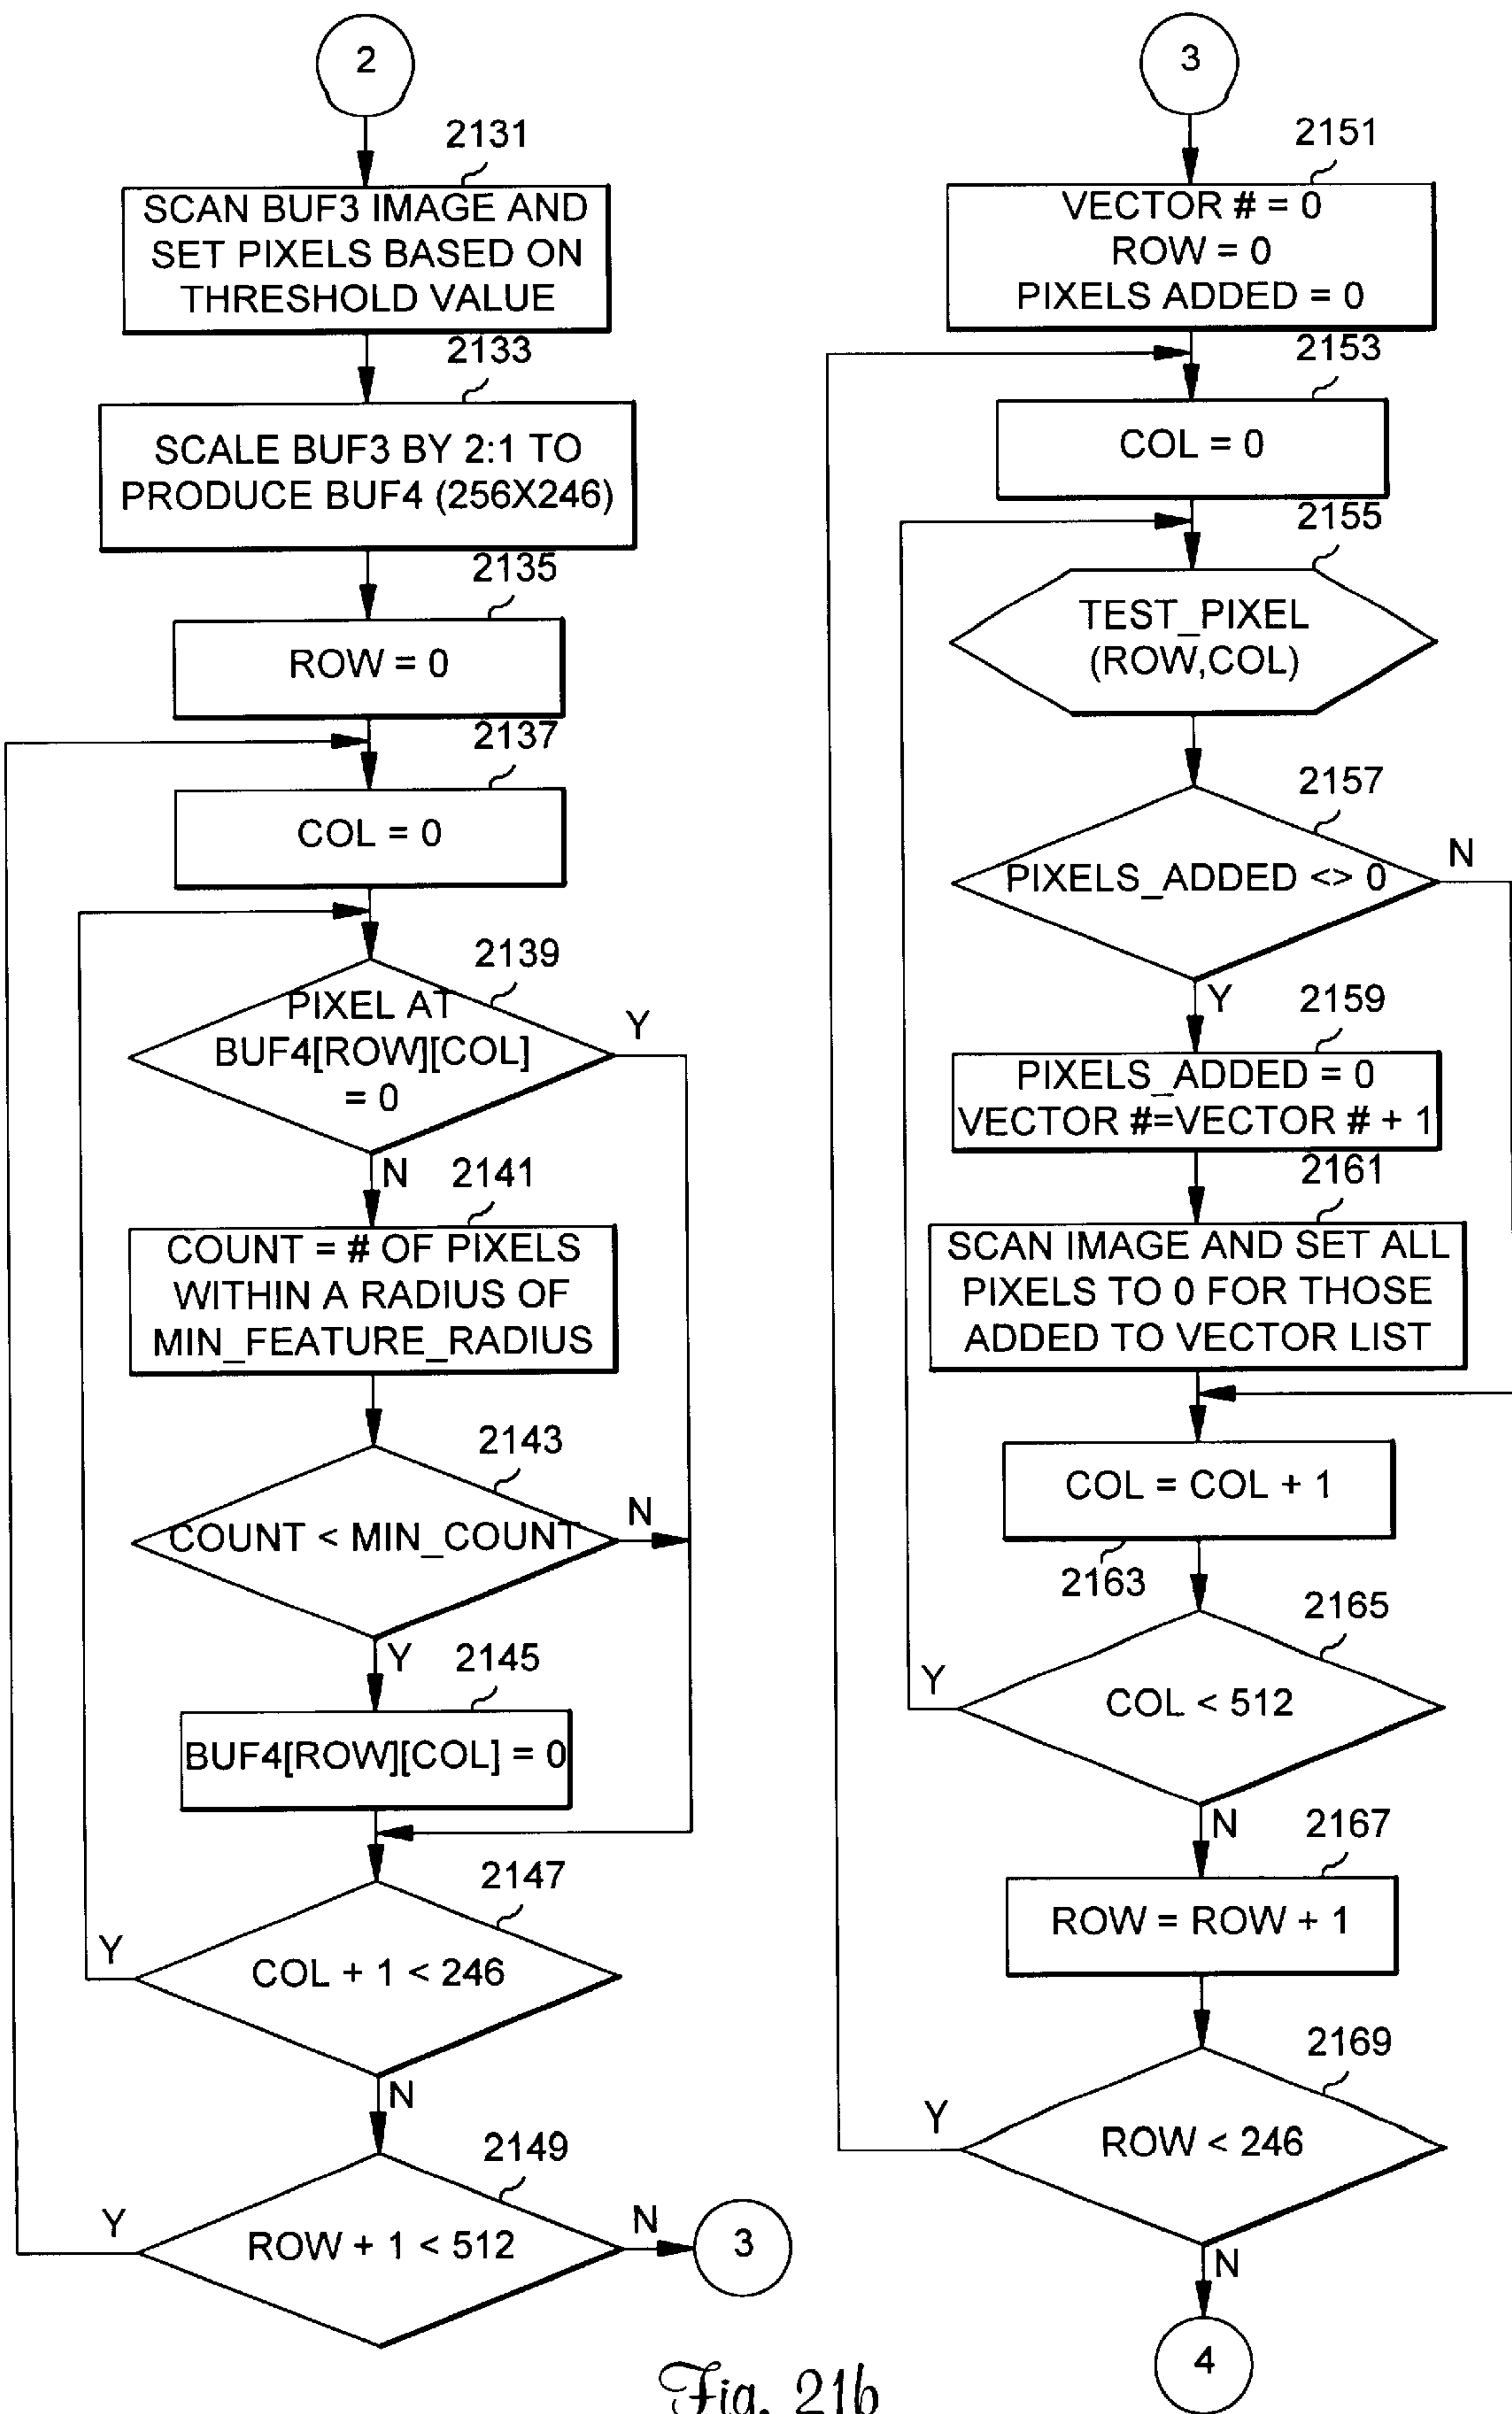 2
2131
SCAN BUF3 IMAGE AND
SET PIXELS BASED ON
THRESHOLD VALUE
2133
SCALE BUF3 BY 2:1 TO
PRODUCE BUF4 (256X246)
2135
ROW = 0
2137
COL = 0
2139
PIXEL AT
BUF4[ROW][COL]
= 0
Y
N
2141
COUNT = # OF PIXELS
WITHIN A RADIUS OF
MIN_FEATURE_RADIUS
2143
COUNT < MIN_COUNT
N
Y
2145
BUF4[ROW][COL] = 0
2147
COL + 1 < 246
Y
N
2149
ROW + 1 < 512
Y
N
3
3
2151
VECTOR # = 0
ROW = 0
PIXELS ADDED = 0
2153
COL = 0
2155
TEST_PIXEL
(ROW,COL)
2157
PIXELS_ADDED <> 0
N
Y
2159
PIXELS_ADDED = 0
VECTOR #=VECTOR # + 1
2161
SCAN IMAGE AND SET ALL
PIXELS TO 0 FOR THOSE
ADDED TO VECTOR LIST
COL = COL + 1
2163
2165
COL < 512
Y
N
2167
ROW = ROW + 1
2169
ROW < 246
Y
N
4
Fig. 21b